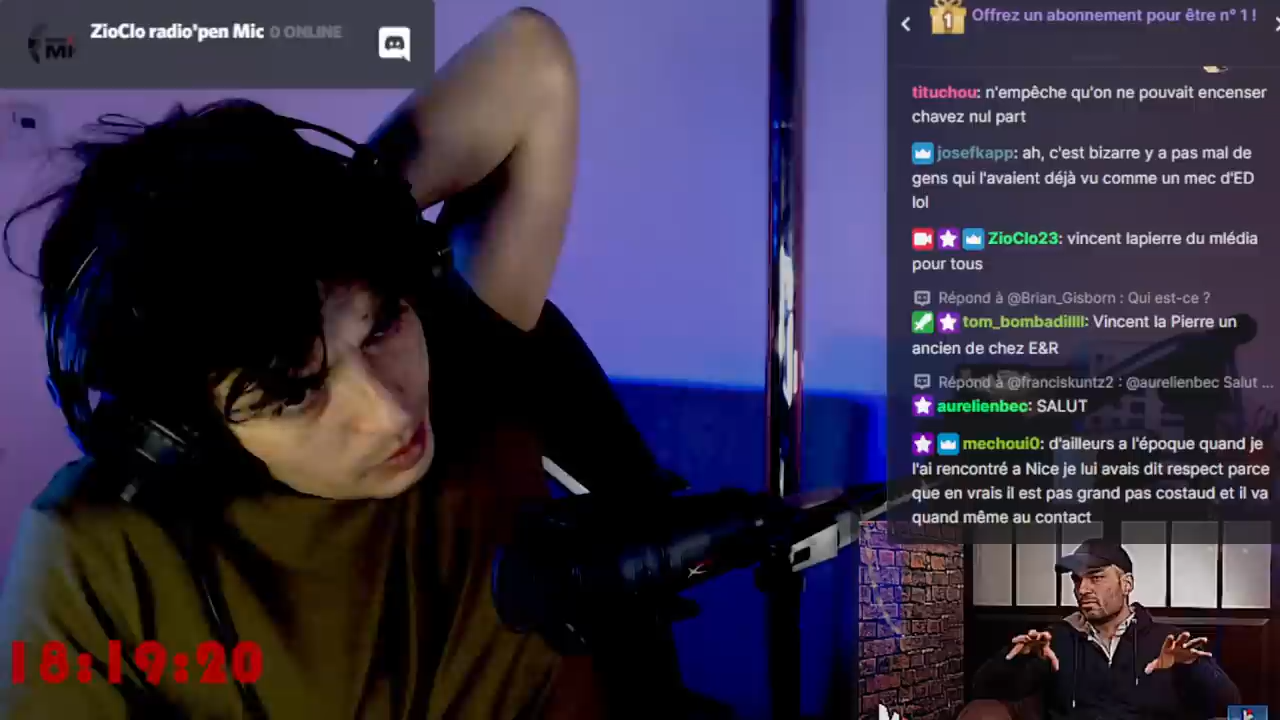 ZioClo radio'pen Mic 0 ONLINE
MI
1
Offrez un abonnement pour être n° 1 !
tituchou: n'empêche qu'on ne pouvait encenser
chavez nul part
josefkapp: ah, c'est bizarre y a pas mal de
gens qui l'avaient déjà vu comme un mec d'ED
lol
ZioClo23: vincent lapierre du mlédia
pour tous
Répond à @Brian_Gisborn : Qui est-ce ?
tom_bombadillll: Vincent la Pierre un
ancien de chez E&R
Répond à @franciskuntz2 : @aurelienbec Salut ...
aurelienbec: SALUT
mechoui0: d'ailleurs a l'époque quand je
l'ai rencontré a Nice je lui avais dit respect parce
que en vrais il est pas grand pas costaud et il va
quand même au contact
18:19:20